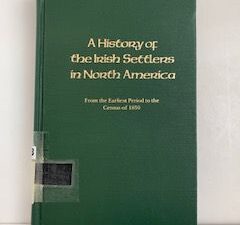 A History of
the Irish Settlers
in North America
From the Earliest Period to the
Census of 1850